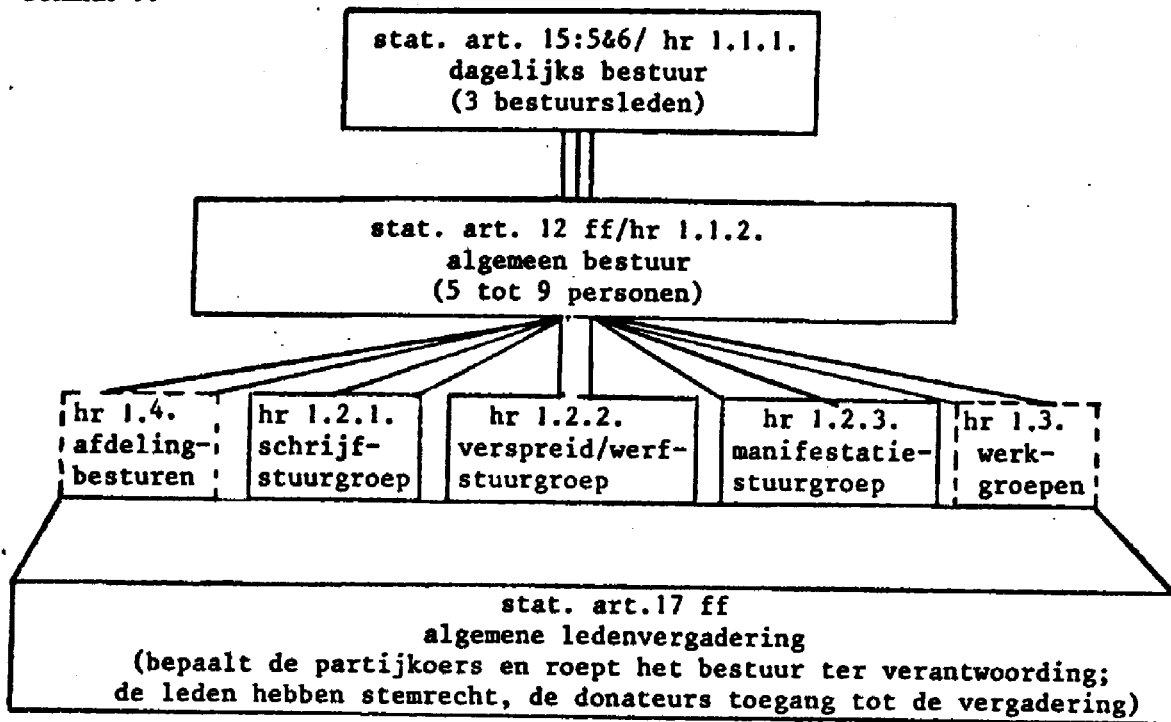 stat. art. 15:5&6/ hr 1.1.1.
dagelijks bestuur
(3 bestuursleden)
stat. art. 12 ff/hr 1.1.2.
algemeen bestuur
(5 tot 9 personen)
hr 1.4.
afdeling-
besturen
hr 1.2.1.
schrijf-
stuurgroep
hr 1.2.2.
verspreid/werf-
stuurgroep
hr 1.2.3.
manifestatie-
stuurgroep
hr 1.3.
werk-
groepen
stat. art.17 ff
algemene ledenvergadering
(bepaalt de partijkoers en roept het bestuur ter verantwoording;
de leden hebben stemrecht, de donateurs toegang tot de vergadering)